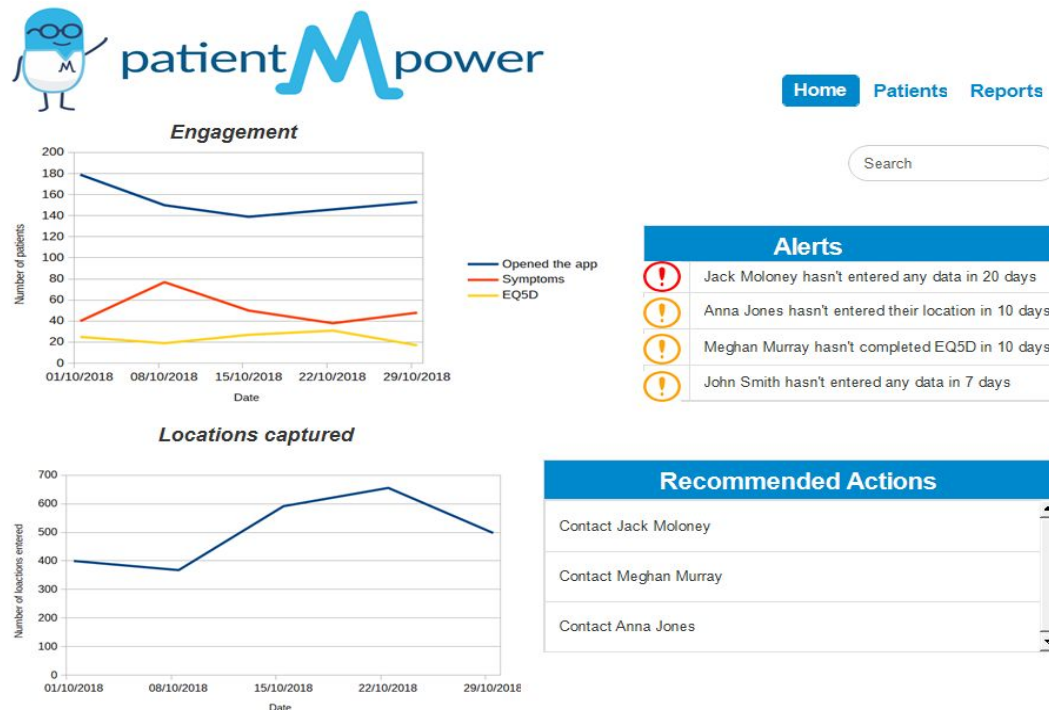 M
patient M power
Home Patients Reports
Engagement
200
180
160
140
120
100
80
60
40
20
0
Number of patients
01/10/2018 08/10/2018 15/10/2018 22/10/2018 29/10/2018
Date
Opened the app
Symptoms
EQ5D
Search
Alerts
Jack Moloney hasn't entered any data in 20 days
Anna Jones hasn't entered their location in 10 days
Meghan Murray hasn't completed EQ5D in 10 days
John Smith hasn't entered any data in 7 days
Locations captured
700
600
500
400
300
200
100
0
Number of loactions entered
01/10/2018 08/10/2018 15/10/2018 22/10/2018 29/10/2018
Date
Recommended Actions
Contact Jack Moloney
Contact Meghan Murray
Contact Anna Jones